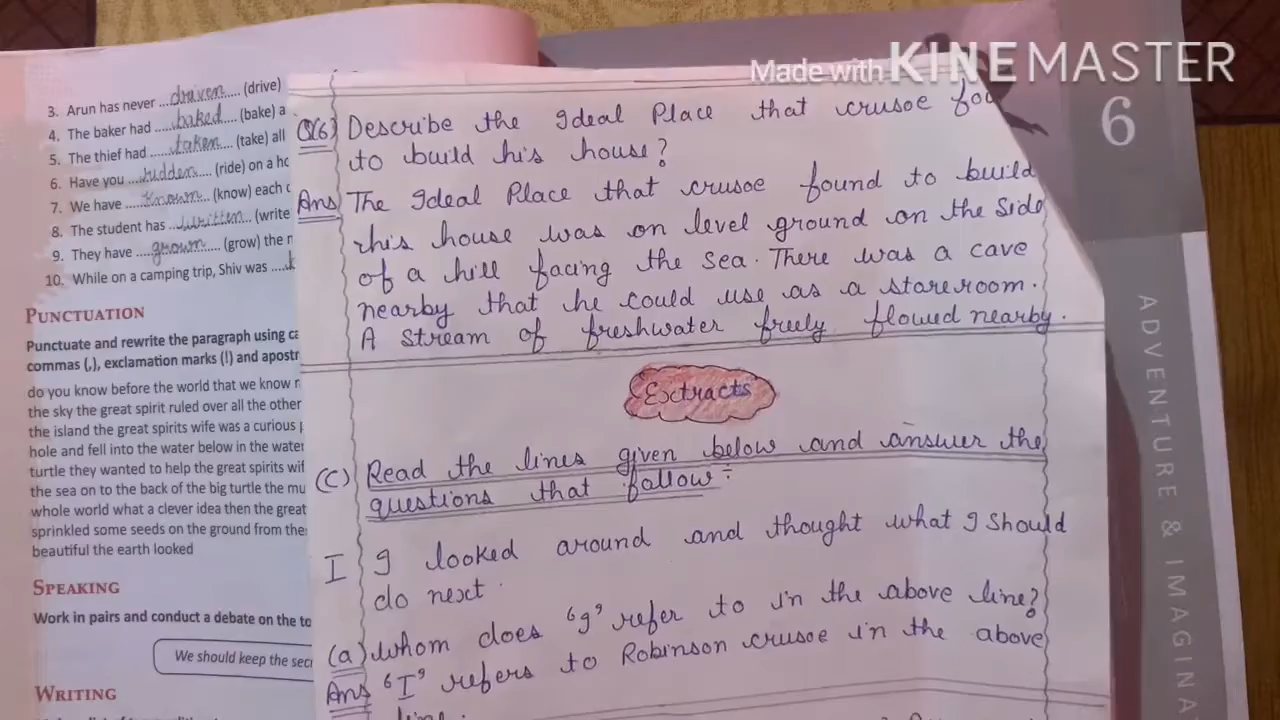 Made with KINEMASTER
6
ADVENTURE & IMAGINA
3. Arun has never ...driven.... (drive)
4. The baker had ....baked.... (bake) a
5. The thief had .....taken.... (take) all
6. Have you ....ridden.... (ride) on a ho
7. We have ....known.... (know) each
8. The student has ..written.... (write
9. They have ....grown.... (grow) the
10. While on a camping trip, Shiv was ....
PUNCTUATION
Punctuate and rewrite the paragraph using ca
commas (,), exclamation marks (!) and apostr
do you know before the world that we know
the sky the great spirit ruled over all the other
the island the great spirits wife was a curious
hole and fell into the water below in the water
turtle they wanted to help the great spirits wif
the sea on to the back of the big turtle the mu
whole world what a clever idea then the great
sprinkled some seeds on the ground from the
beautiful the earth looked
SPEAKING
Work in pairs and conduct a debate on the to
We should keep the secr
WRITING
Q6) Describe the Ideal Place that crusoe fou
to build his house?
Ans The Ideal Place that crusoe found to build
his house was on level ground on the side
of a hill facing the sea. There was a cave
nearby that he could use as a storeroom.
A stream of freshwater freely flowed nearby.
Extracts
(C) Read the lines given below and answer the
questions that follow:-
I I looked around and thought what I should
do next.
(a) whom does "I" refer to in the above line?
Ans "I" refers to Robinson crusoe in the above
line.